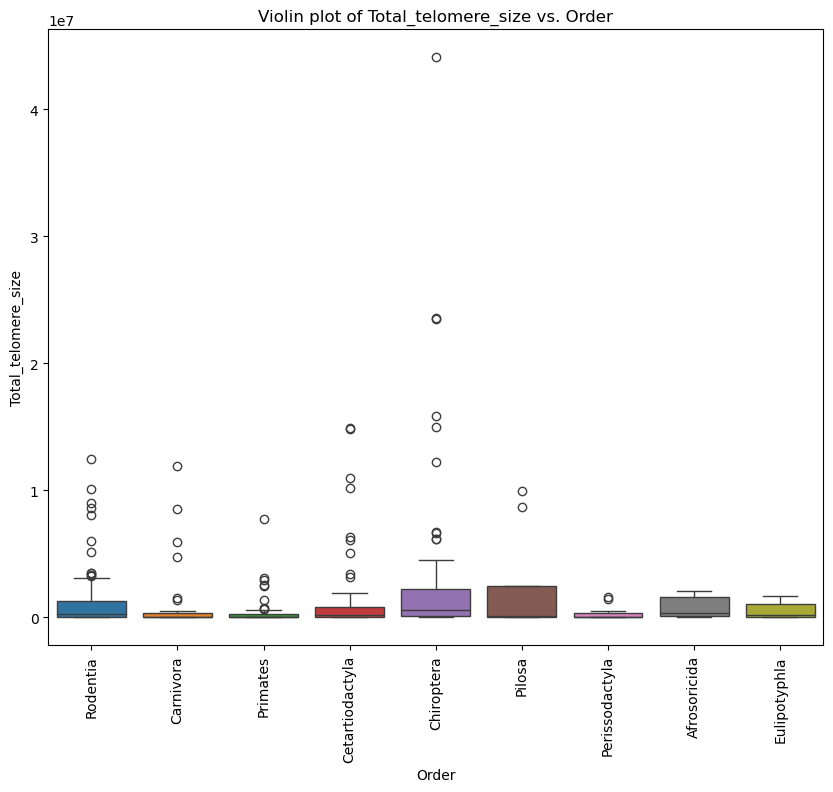 Violin plot of Total_telomere_size vs. Order
1e7
4
3
2
1
0
Total_telomere_size
Rodentia
Carnivora
Primates
Cetartiodactyla
Chiroptera
Pilosa
Perissodactyla
Afrosoricida
Eulipotyphla
Order